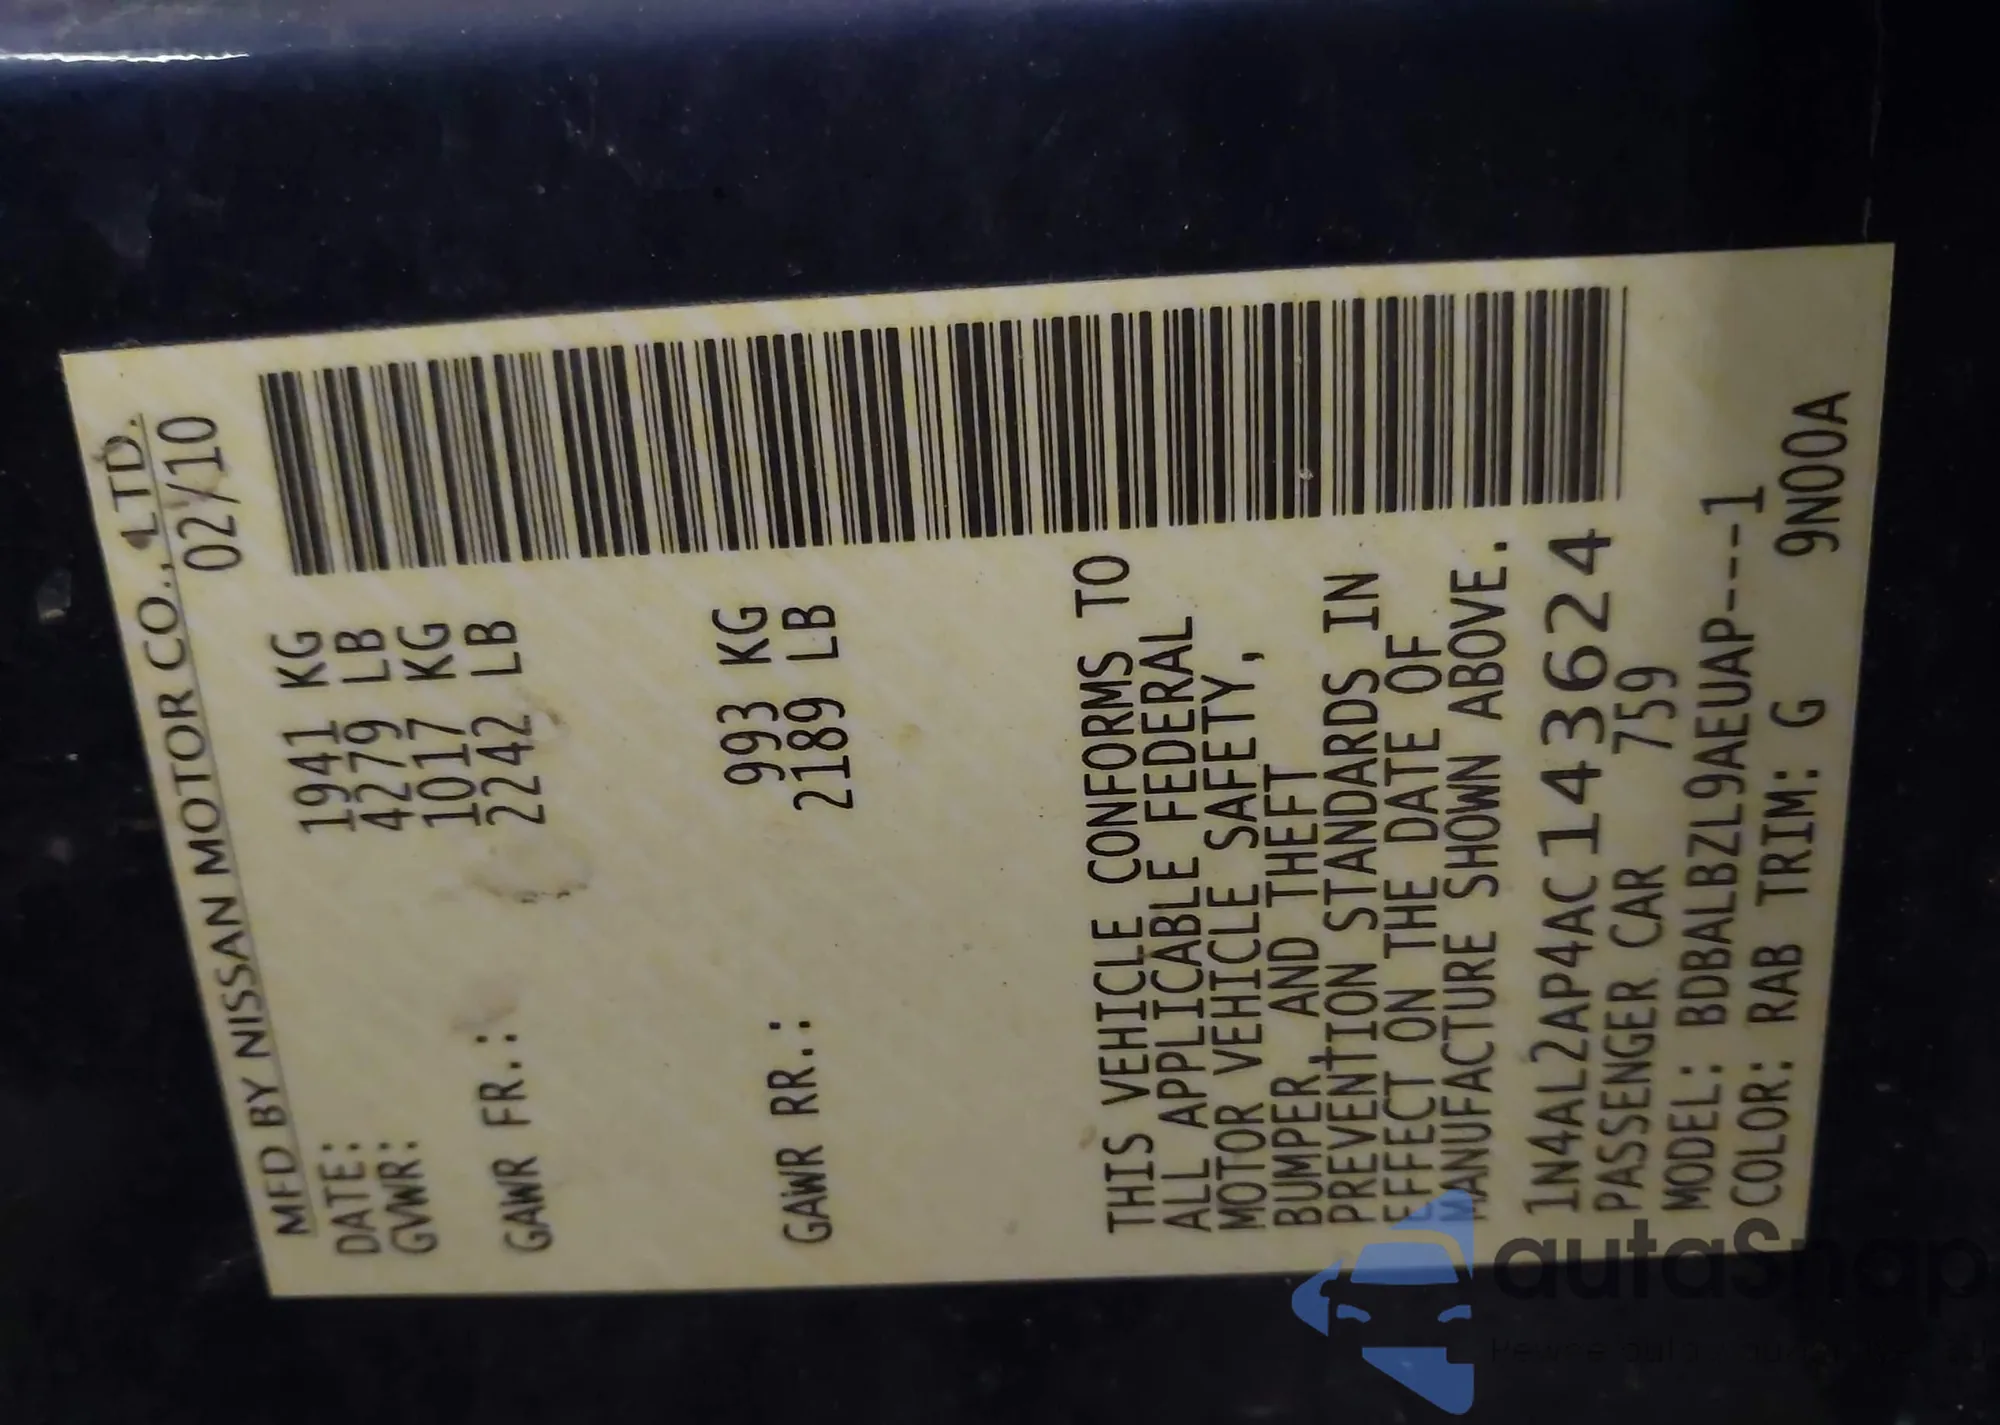 MFD BY NISSAN MOTOR CO., LTD.
DATE: 02/10
GVWR: 1941 KG
4279 LB
GAWR FR.: 1017 KG
2242 LB
GAWR RR.: 993 KG
2189 LB
THIS VEHICLE CONFORMS TO
ALL APPLICABLE FEDERAL
MOTOR VEHICLE SAFETY,
BUMPER, AND THEFT
PREVENTION STANDARDS IN
EFFECT ON THE DATE OF
MANUFACTURE SHOWN ABOVE.
1N4AL2AP4AC143624
PASSENGER CAR 759
MODEL: BDBALBZL9AEUAP---1
COLOR: RAB TRIM: G 9N00A
autaSnap